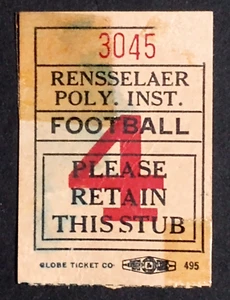 3045
RENSSELAER
POLY. INST.
FOOTBALL
4
PLEASE
RETAIN
THIS STUB
GLOBE TICKET CO 495